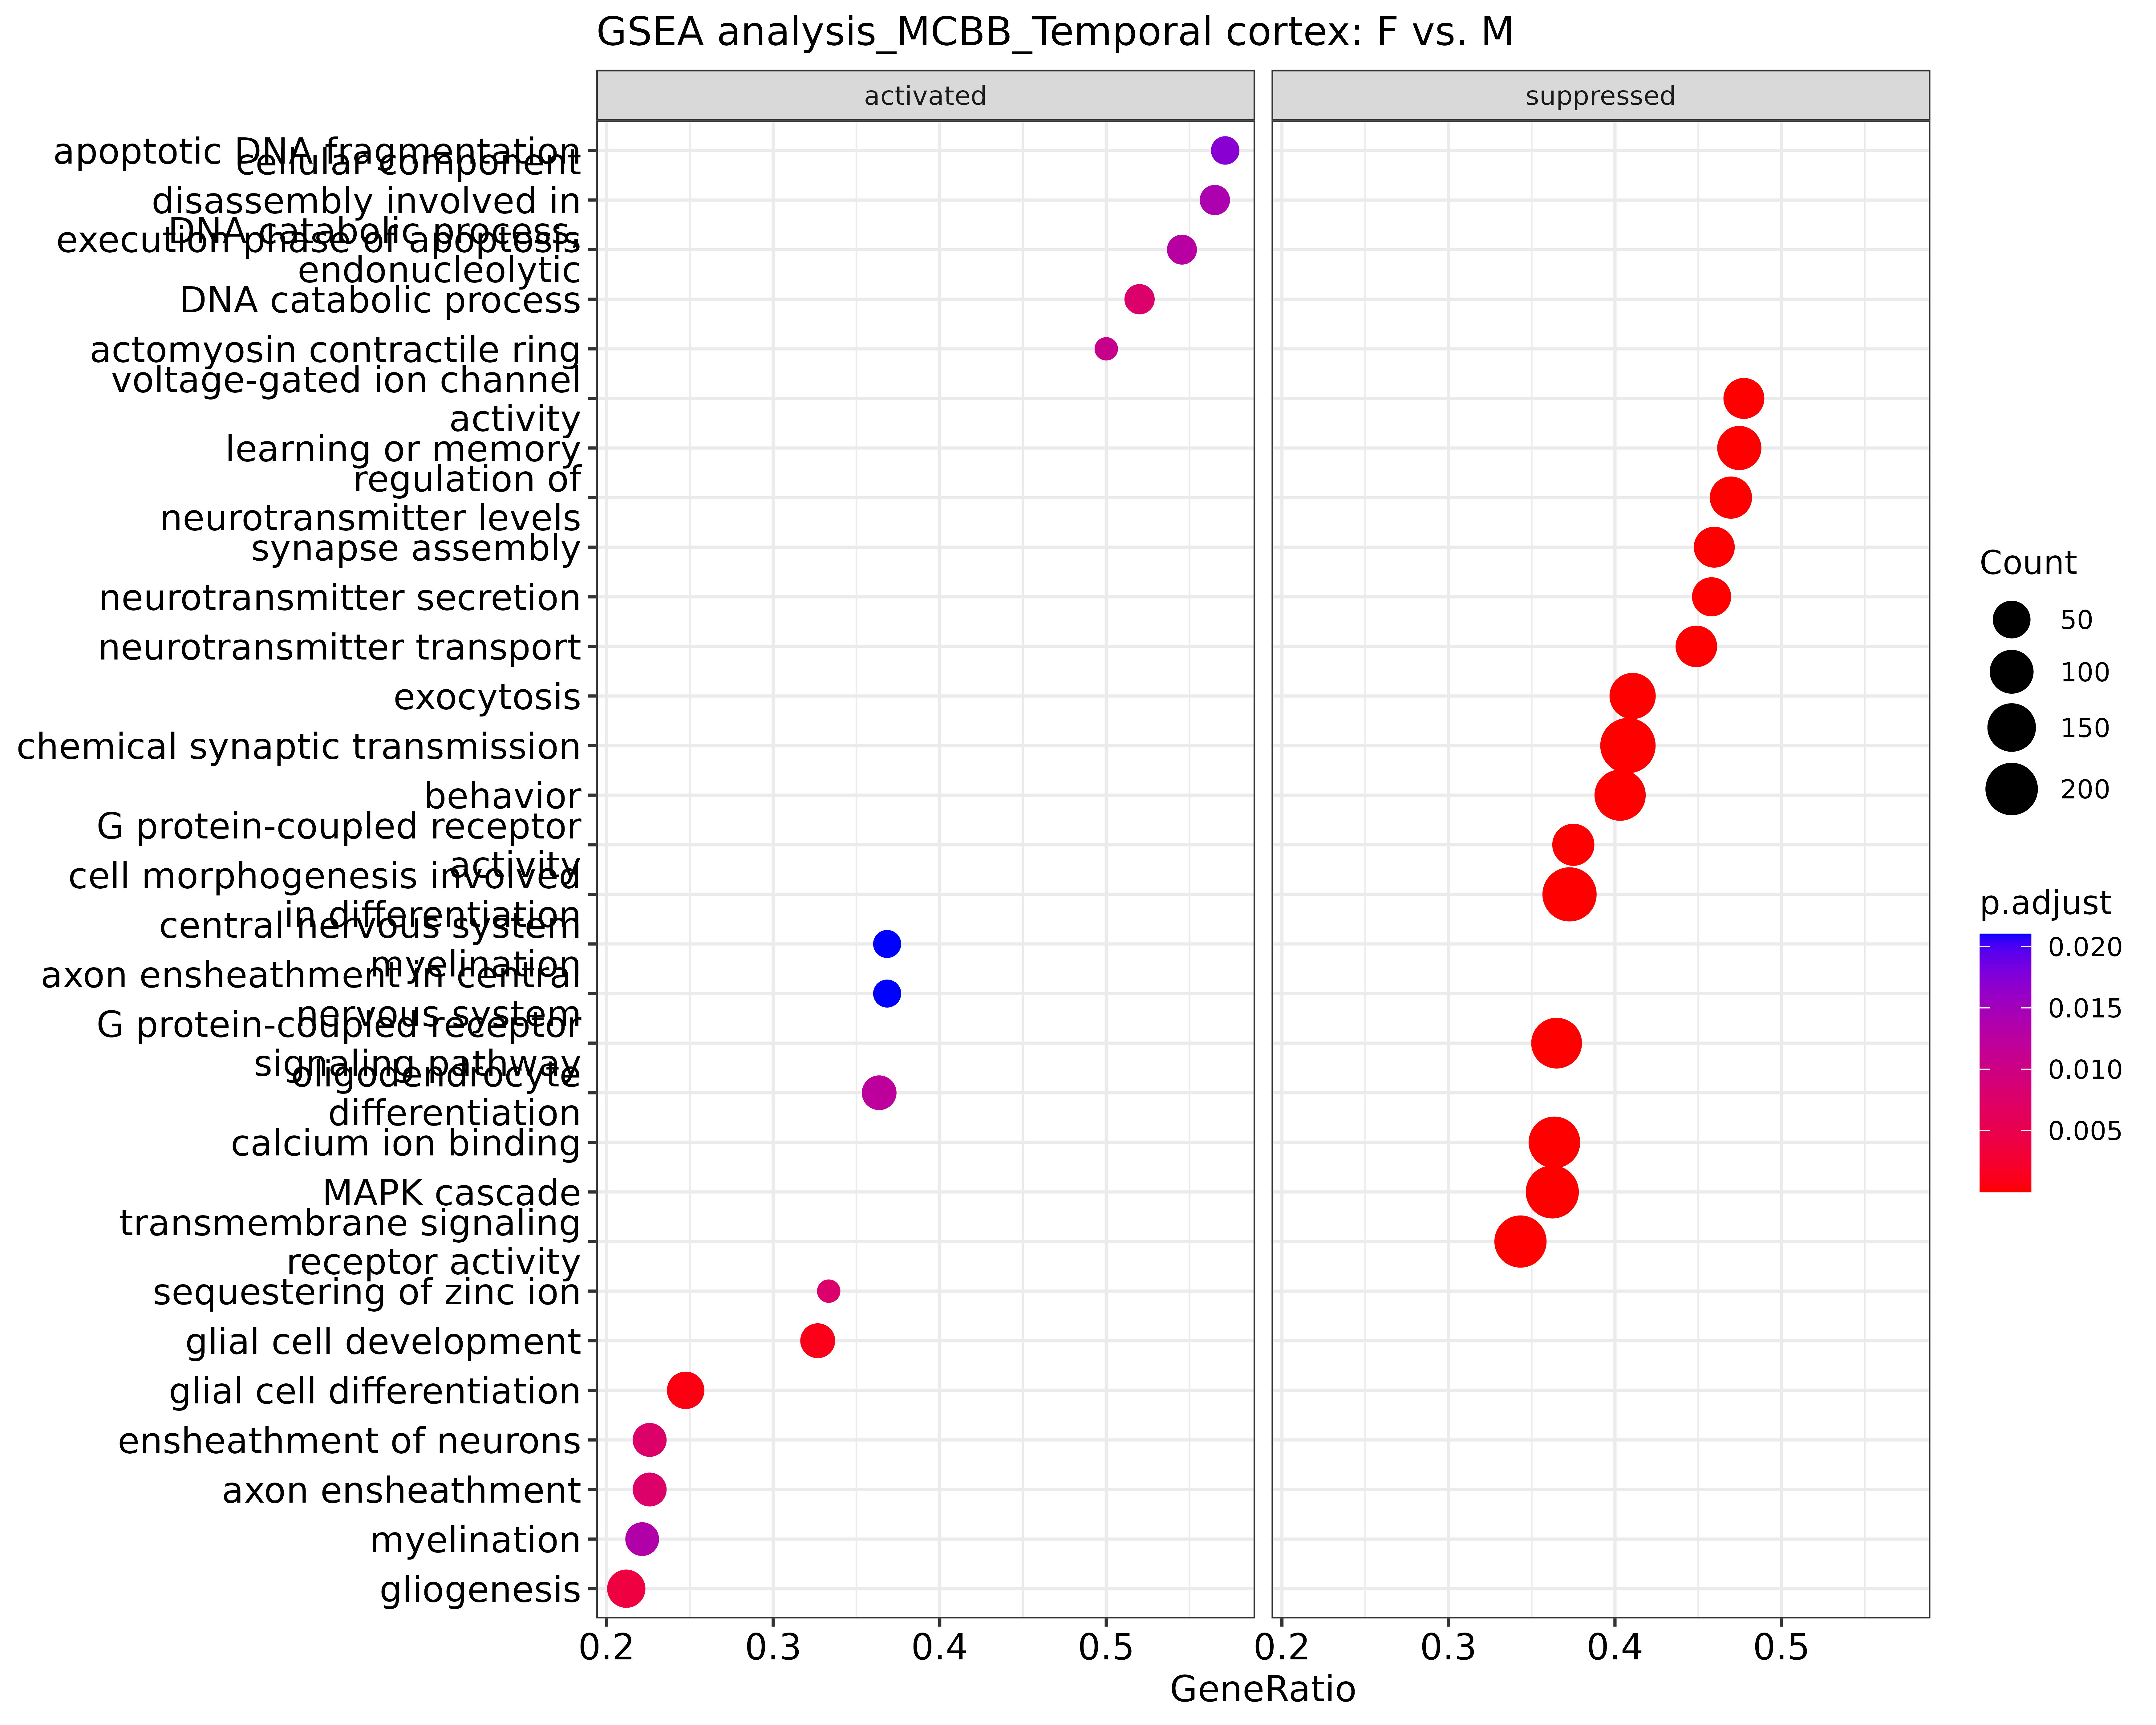 GSEA analysis_MCBB_Temporal cortex: F vs. M
activated
suppressed
apoptotic DNA fragmentation
cellular component
disassembly involved in
execution phase of apoptosis
DNA catabolic process,
endonucleolytic
DNA catabolic process
actomyosin contractile ring
voltage-gated ion channel
activity
learning or memory
regulation of
neurotransmitter levels
synapse assembly
neurotransmitter secretion
neurotransmitter transport
exocytosis
chemical synaptic transmission
behavior
G protein-coupled receptor
activity
cell morphogenesis involved
in differentiation
central nervous system
myelination
axon ensheathment in central
nervous system
G protein-coupled receptor
signaling pathway
oligodendrocyte
differentiation
calcium ion binding
MAPK cascade
transmembrane signaling
receptor activity
sequestering of zinc ion
glial cell development
glial cell differentiation
ensheathment of neurons
axon ensheathment
myelination
gliogenesis
0.2 0.3 0.4 0.5
0.2 0.3 0.4 0.5
GeneRatio
Count
50
100
150
200
p.adjust
0.020
0.015
0.010
0.005